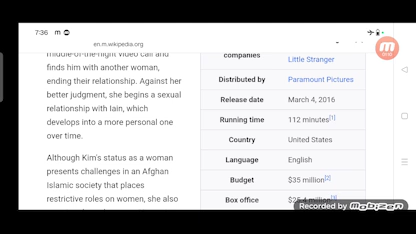 7:36 m
en.m.wikipedia.org
middle-of-the-night video call and
finds him with another woman,
ending their relationship. Against her
better judgment, she begins a sexual
relationship with Iain, which
develops into a more personal one
over time.
Although Kim's status as a woman
presents challenges in an Afghan
Islamic society that places
restrictive roles on women, she also
companies Little Stranger
Distributed by Paramount Pictures
Release date March 4, 2016
Running time 112 minutes[1]
Country United States
Language English
Budget $35 million[2]
Box office
Recorded by Mobizen